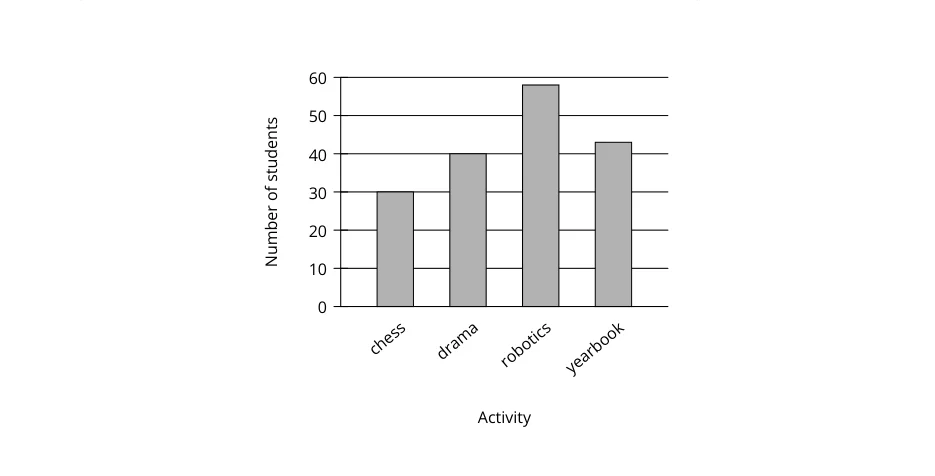 Number of students
60
50
40
30
20
10
0
chess
drama
robotics
yearbook
Activity